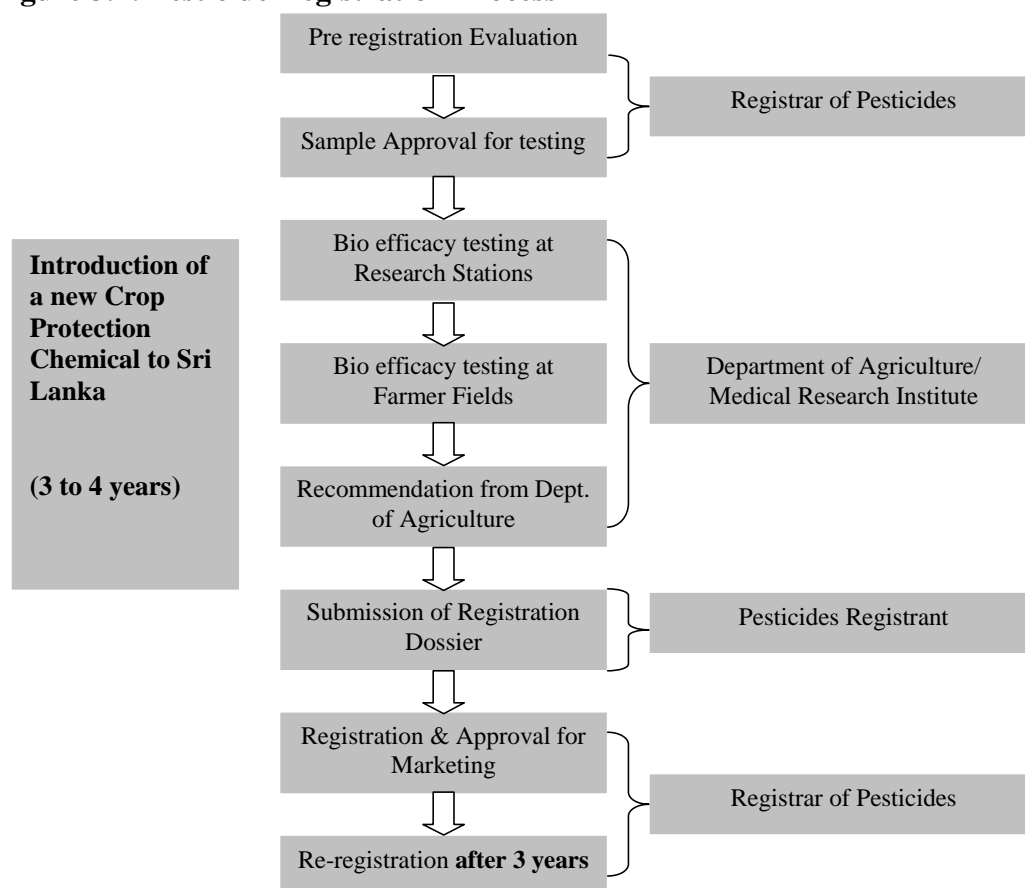 Pre registration Evaluation
Registrar of Pesticides
Sample Approval for testing
Bio efficacy testing at
Research Stations
Introduction of
a new Crop
Protection
Chemical to Sri
Lanka
(3 to 4 years)
Bio efficacy testing at
Farmer Fields
Department of Agriculture/
Medical Research Institute
Recommendation from Dept.
of Agriculture
Submission of Registration
Dossier
Pesticides Registrant
Registration & Approval for
Marketing
Registrar of Pesticides
Re-registration after 3 years